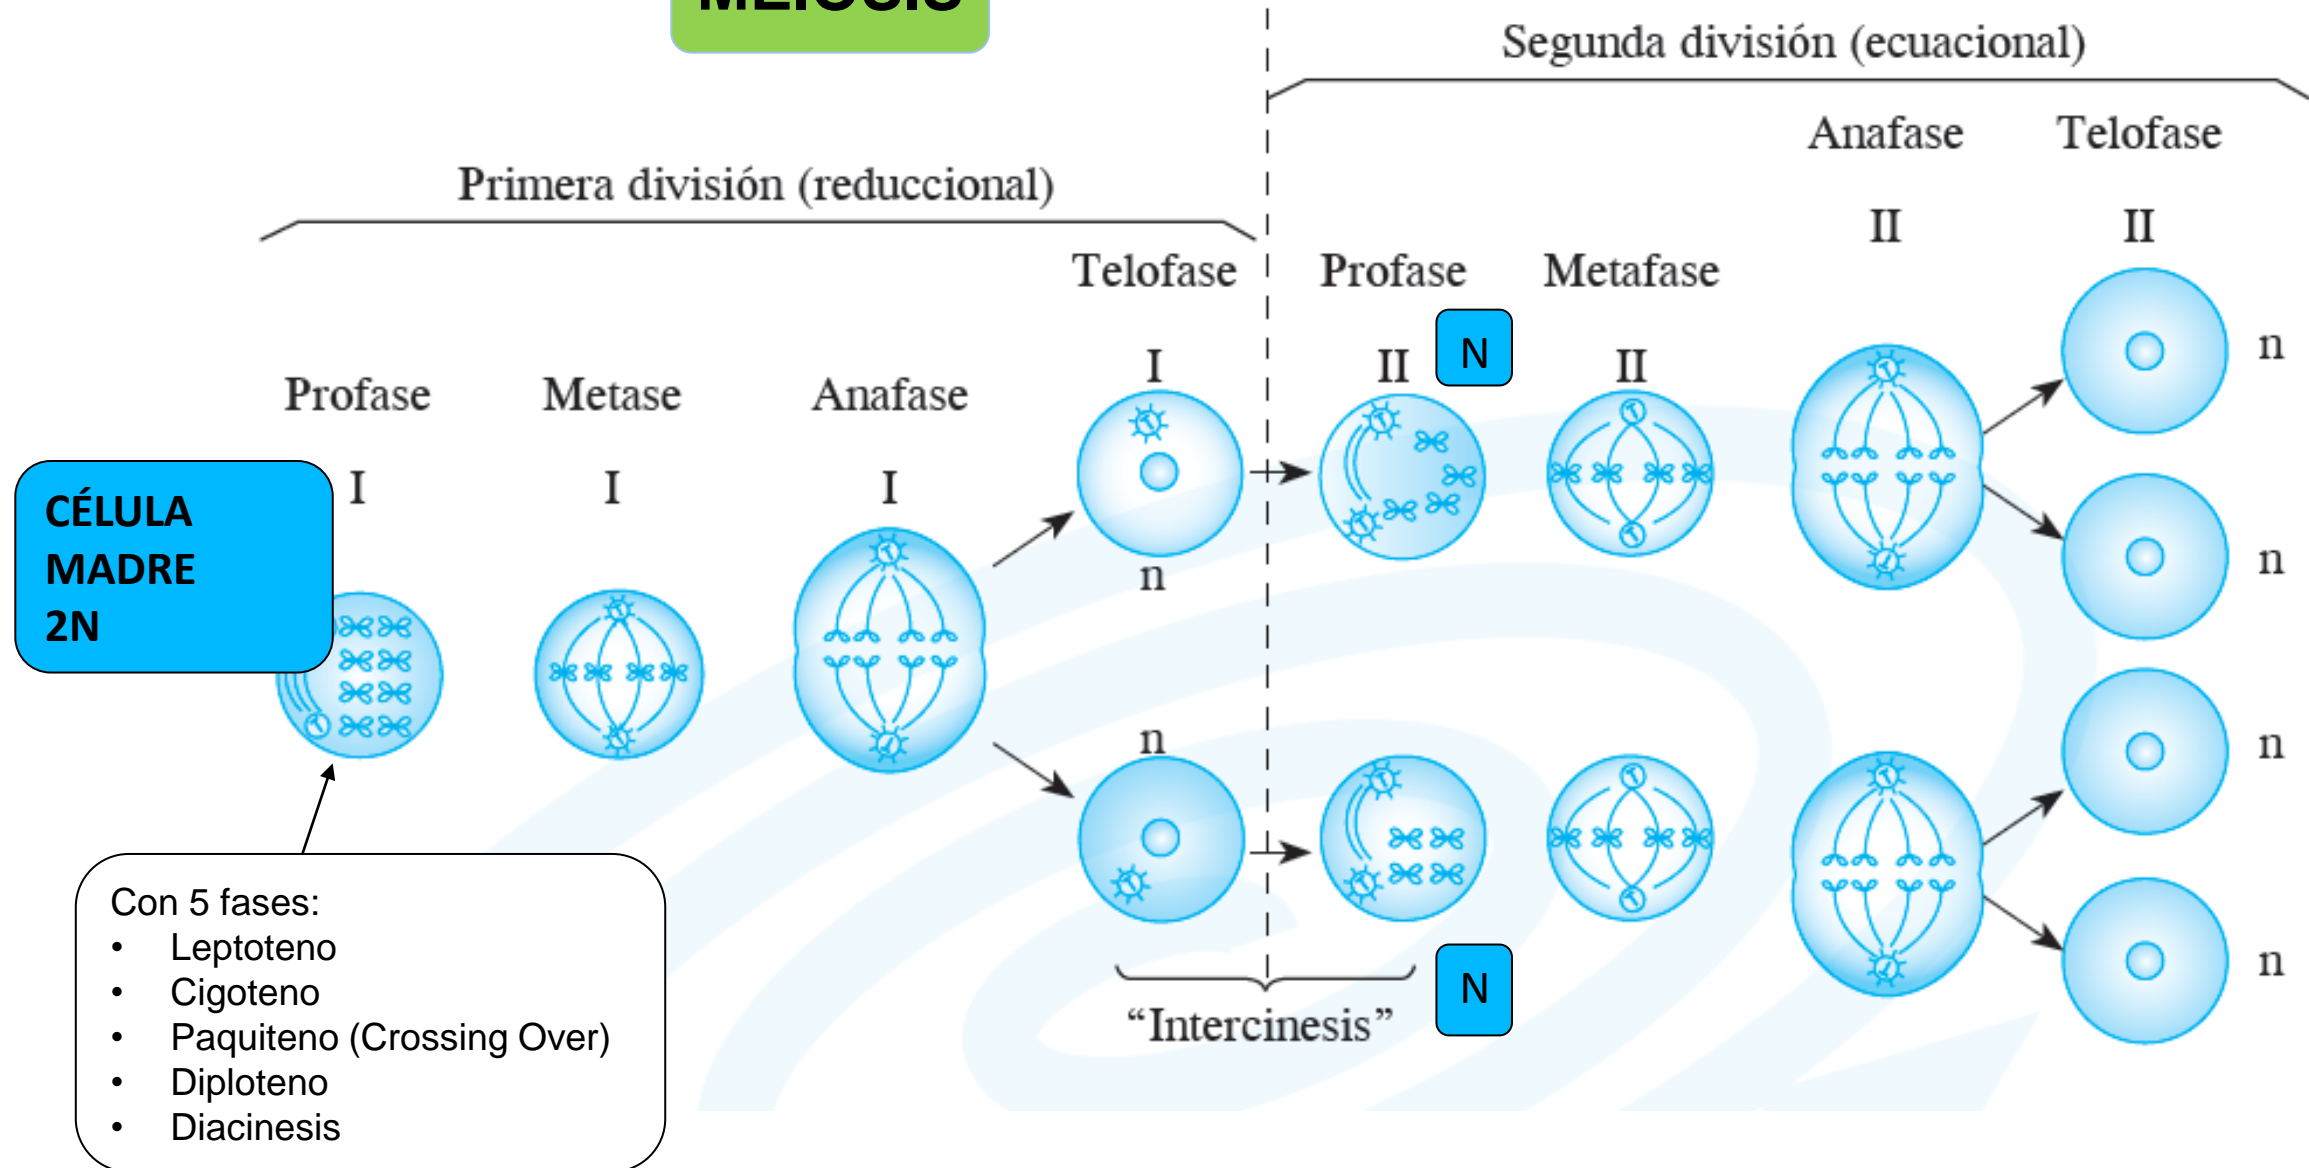 MEIOSIS
Segunda división (ecuacional)
Anafase Telofase
II II
Primera división (reduccional)
Telofase Profase Metafase
I II N II
Profase Metase Anafase
I I I
CÉLULA
MADRE
2N
n
n
n
n
n
n
N
“Intercinesis”
Con 5 fases:
• Leptoteno
• Cigoteno
• Paquiteno (Crossing Over)
• Diploteno
• Diacinesis